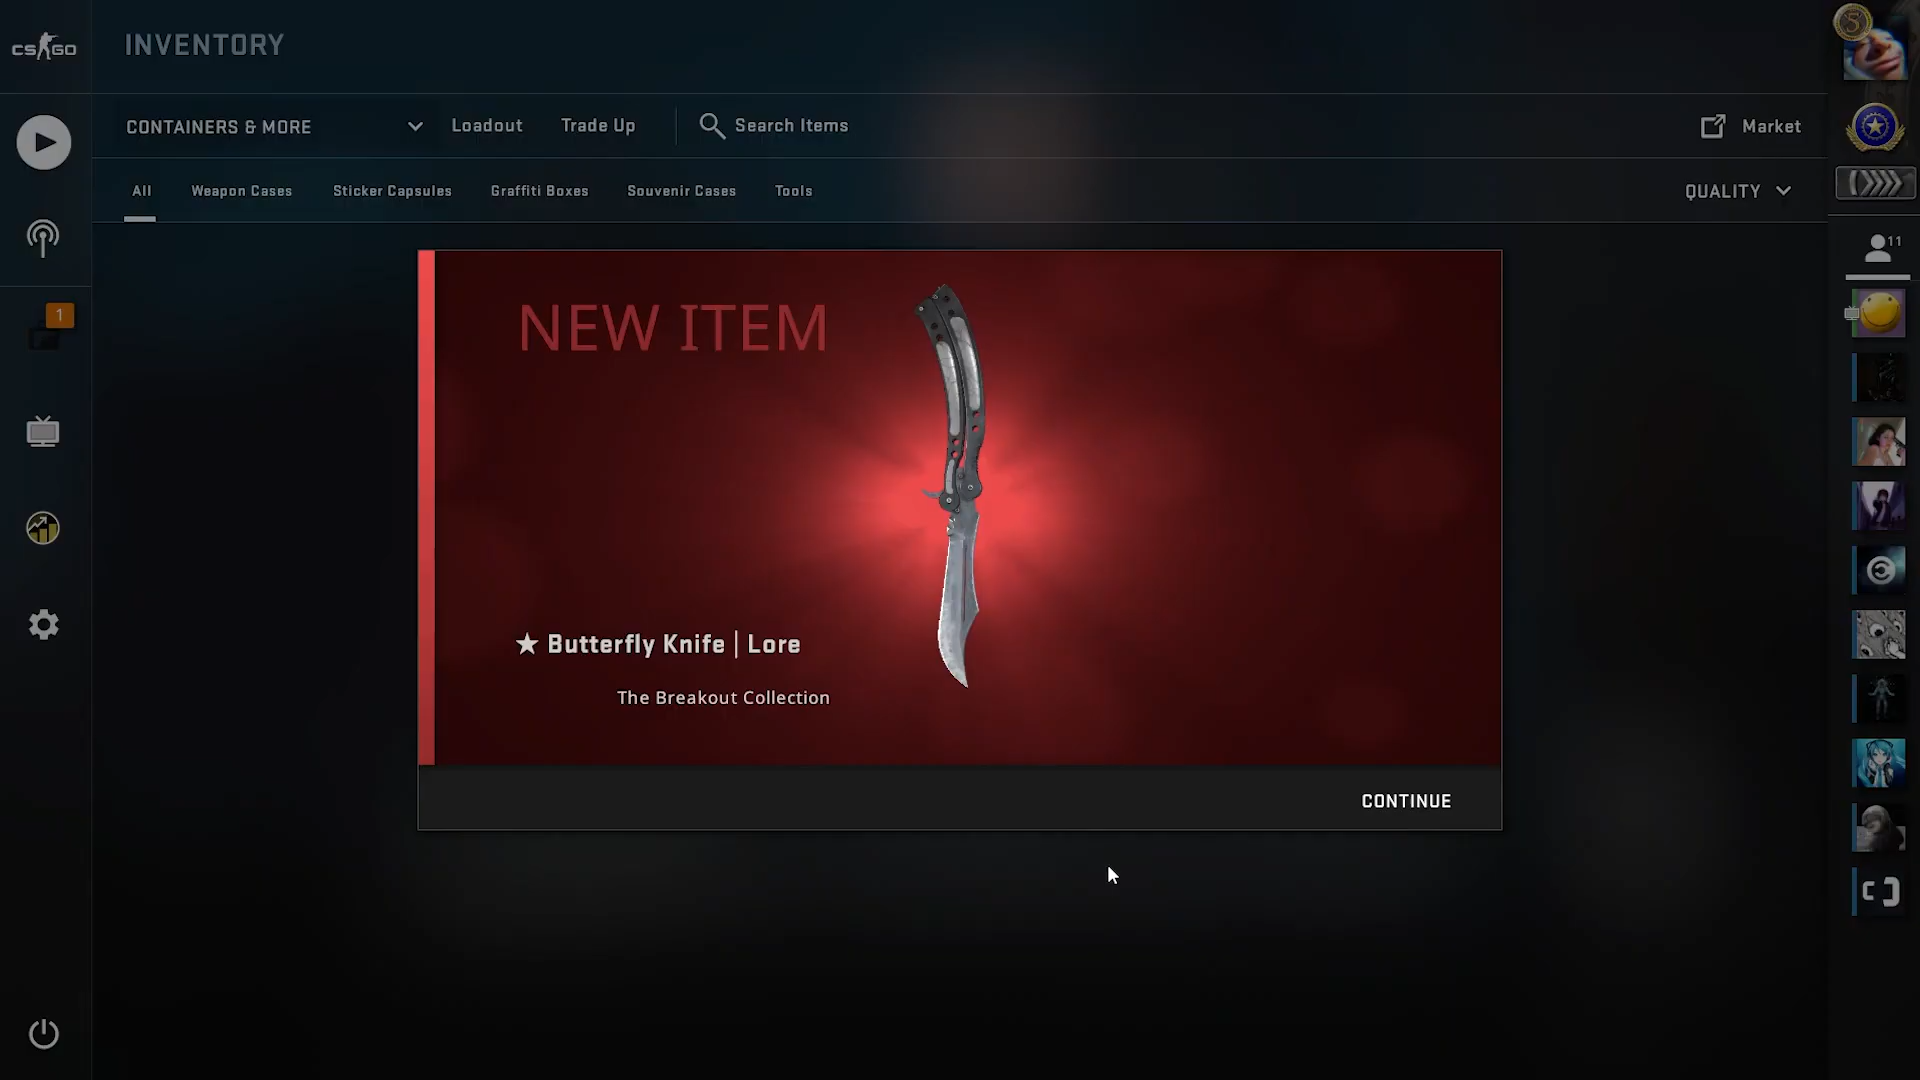 CS GO
INVENTORY
CONTAINERS & MORE
Loadout
Trade Up
Search Items
Market
All
Weapon Cases
Sticker Capsules
Graffiti Boxes
Souvenir Cases
Tools
QUALITY
11
1
NEW ITEM
★ Butterfly Knife | Lore
The Breakout Collection
CONTINUE